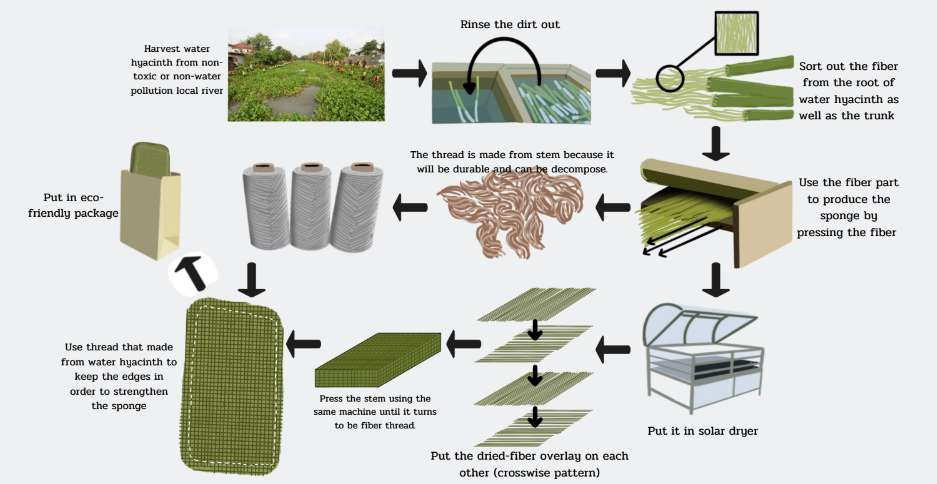 Harvest water
hyacinth from non-
toxic or non-water
pollution local river
Rinse the dirt out
Sort out the fiber
from the root of
water hyacinth as
well as the trunk
Use the fiber part
to produce the
sponge by
pressing the fiber
The thread is made from stem because it
will be durable and can be decompose.
Put in eco-
friendly package
Put it in solar dryer
Put the dried-fiber overlay on each
other (crosswise pattern)
Press the stem using the
same machine until it turns
to be fiber thread.
Use thread that made
from water hyacinth to
keep the edges in
order to strengthen
the sponge